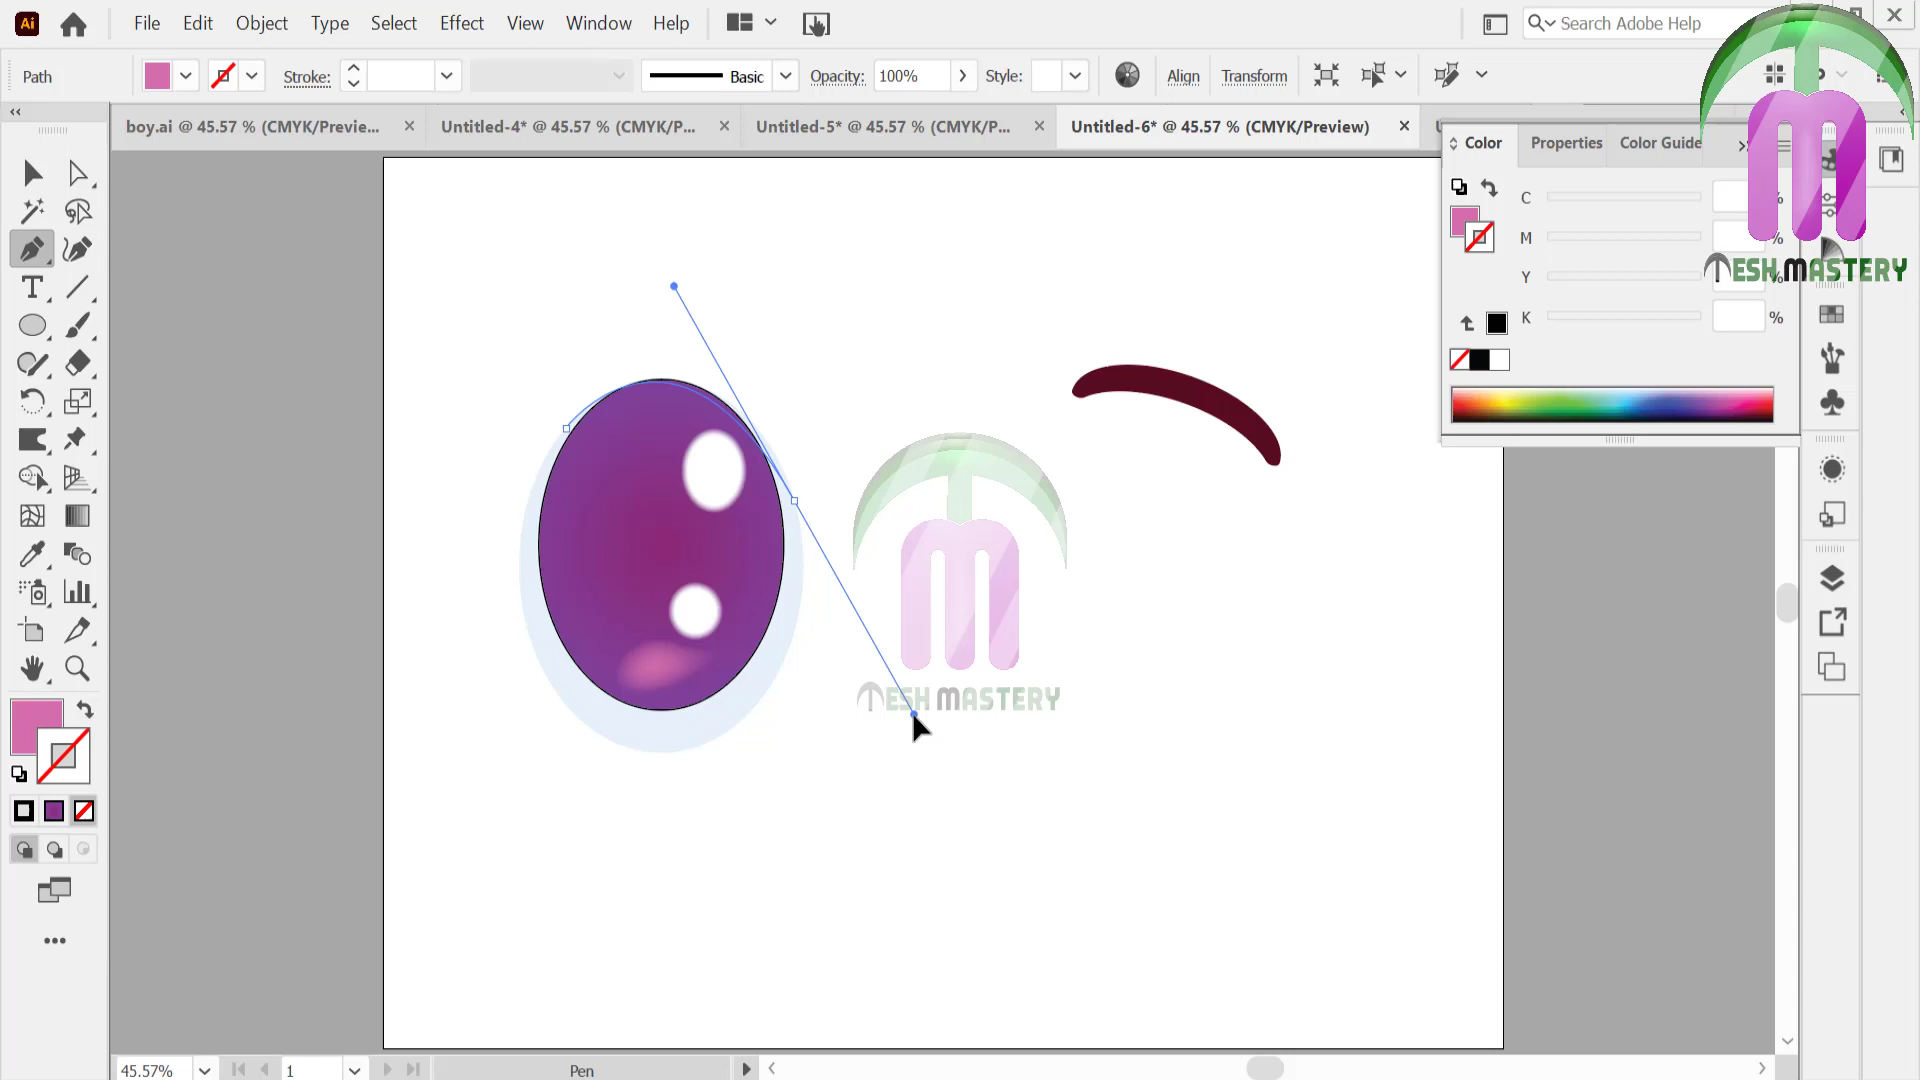 Ai File Edit Object Type Select Effect View Window Help Search Adobe Help
Path Stroke: Basic Opacity: 100% Style: Align Transform
boy.ai @ 45.57 % (CMYK/Previe... Untitled-4* @ 45.57 % (CMYK/P... Untitled-5* @ 45.57 % (CMYK/P... Untitled-6* @ 45.57 % (CMYK/Preview)
Color Properties Color Guide
C %
M %
Y %
K %
MESH MASTERY
MESH MASTERY
45.57% 1 Pen